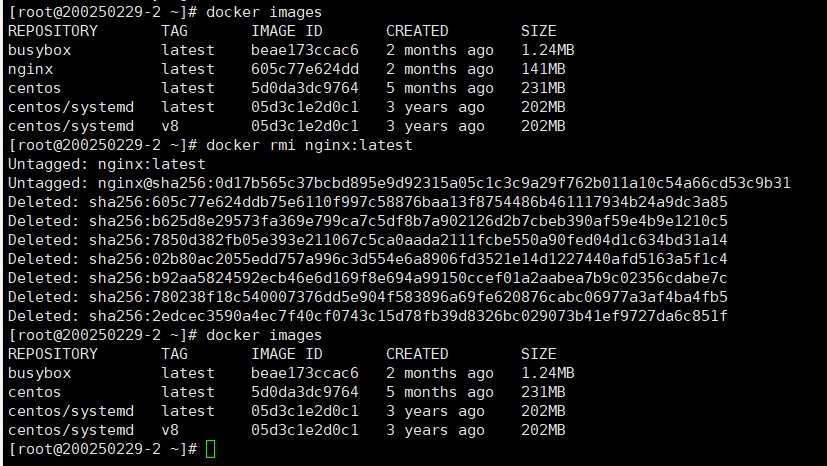 [root@200250229-2 ~]# docker images
REPOSITORY TAG IMAGE ID CREATED SIZE
busybox latest beae173ccac6 2 months ago 1.24MB
nginx latest 605c77e624dd 2 months ago 141MB
centos latest 5d0da3dc9764 5 months ago 231MB
centos/systemd latest 05d3c1e2d0c1 3 years ago 202MB
centos/systemd v8 05d3c1e2d0c1 3 years ago 202MB
[root@200250229-2 ~]# docker rmi nginx:latest
Untagged: nginx:latest
Untagged: nginx@sha256:0d17b565c37bcbd895e9d92315a05c1c3c9a29f762b011a10c54a66cd53c9b31
Deleted: sha256:605c77e624ddb75e6110f997c58876baa13f8754486b461117934b24a9dc3a85
Deleted: sha256:b625d8e29573fa369e799ca7c5df8b7a902126d2b7cbeb390af59e4b9e1210c5
Deleted: sha256:7850d382fb05e393e211067c5ca0aada2111fcbe550a90fed04d1c634bd31a14
Deleted: sha256:02b80ac2055edd757a996c3d554e6a8906fd3521e14d1227440afd5163a5f1c4
Deleted: sha256:b92aa5824592ecb46e6d169f8e694a99150ccef01a2aabea7b9c02356cdabe7c
Deleted: sha256:780238f18c540007376dd5e904f583896a69fe620876cabc06977a3af4ba4fb5
Deleted: sha256:2edcec3590a4ec7f40cf0743c15d78fb39d8326bc029073b41ef9727da6c851f
[root@200250229-2 ~]# docker images
REPOSITORY TAG IMAGE ID CREATED SIZE
busybox latest beae173ccac6 2 months ago 1.24MB
centos latest 5d0da3dc9764 5 months ago 231MB
centos/systemd latest 05d3c1e2d0c1 3 years ago 202MB
centos/systemd v8 05d3c1e2d0c1 3 years ago 202MB
[root@200250229-2 ~]#